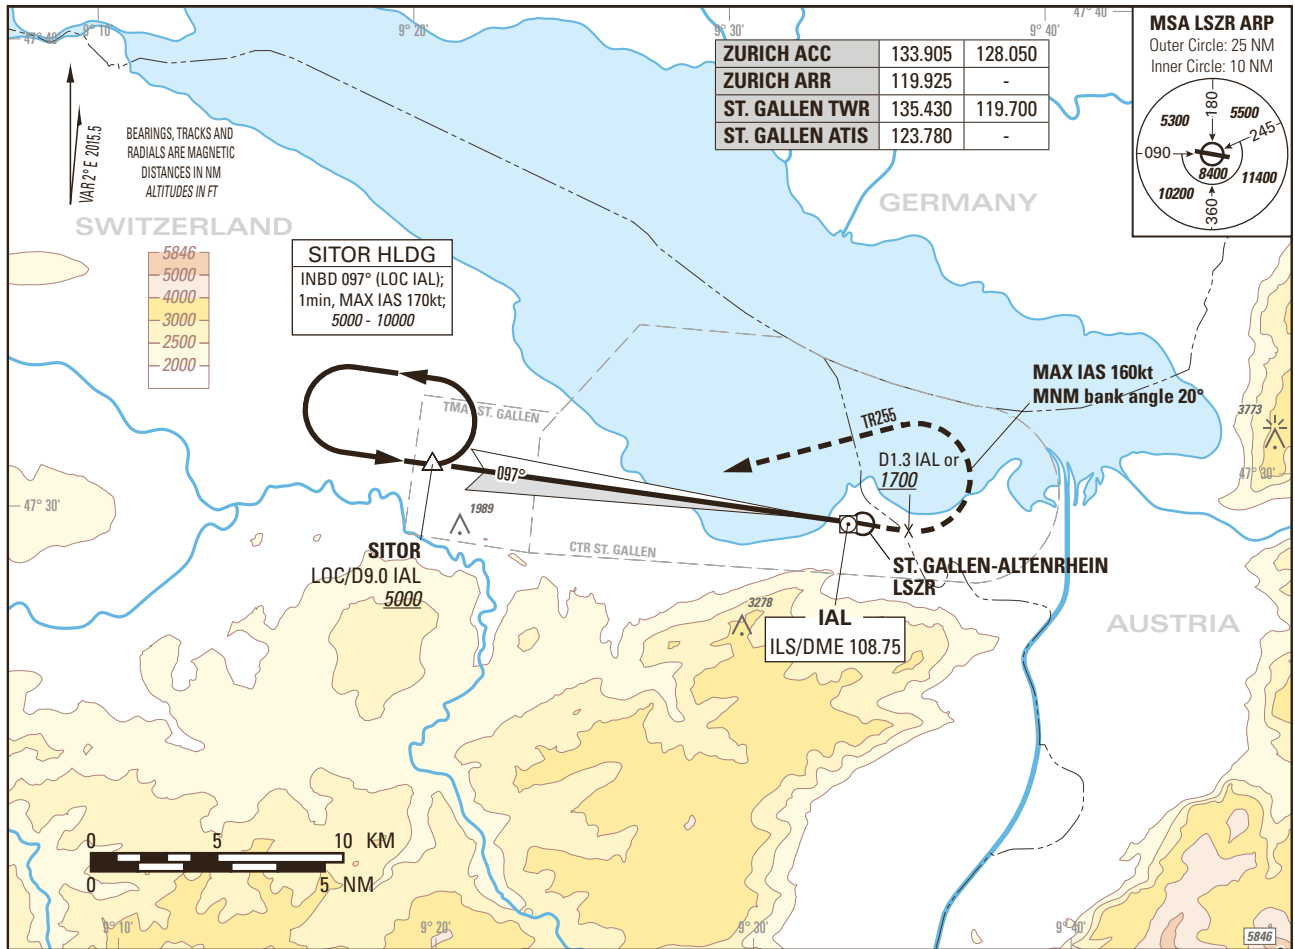 9° 10'
9° 20'
9° 30'
9° 40'
47° 40'
47° 40'
MSA LSZR ARP
Outer Circle: 25 NM
Inner Circle: 10 NM
180
5300
5500
245
090
8400
10200
11400
360
ZURICH ACC 133.905 128.050
ZURICH ARR 119.925 -
ST. GALLEN TWR 135.430 119.700
ST. GALLEN ATIS 123.780 -
VAR 2° E 2015.5
BEARINGS, TRACKS AND
RADIALS ARE MAGNETIC
DISTANCES IN NM
ALTITUDES IN FT
SWITZERLAND
GERMANY
5846
5000
4000
3000
2500
2000
SITOR HLDG
INBD 097° (LOC IAL);
1min, MAX IAS 170kt;
5000 - 10000
MAX IAS 160kt
MNM bank angle 20°
TMA ST. GALLEN
TR255
3773
D1.3 IAL or
1700
097°
47° 30'
47° 30'
1989
SITOR
LOC/D9.0 IAL
5000
CTR ST. GALLEN
ST. GALLEN-ALTENRHEIN
LSZR
3278
IAL
ILS/DME 108.75
AUSTRIA
0 5 10 KM
0 5 NM
9° 10'
9° 20'
9° 30'
9° 40'
5846